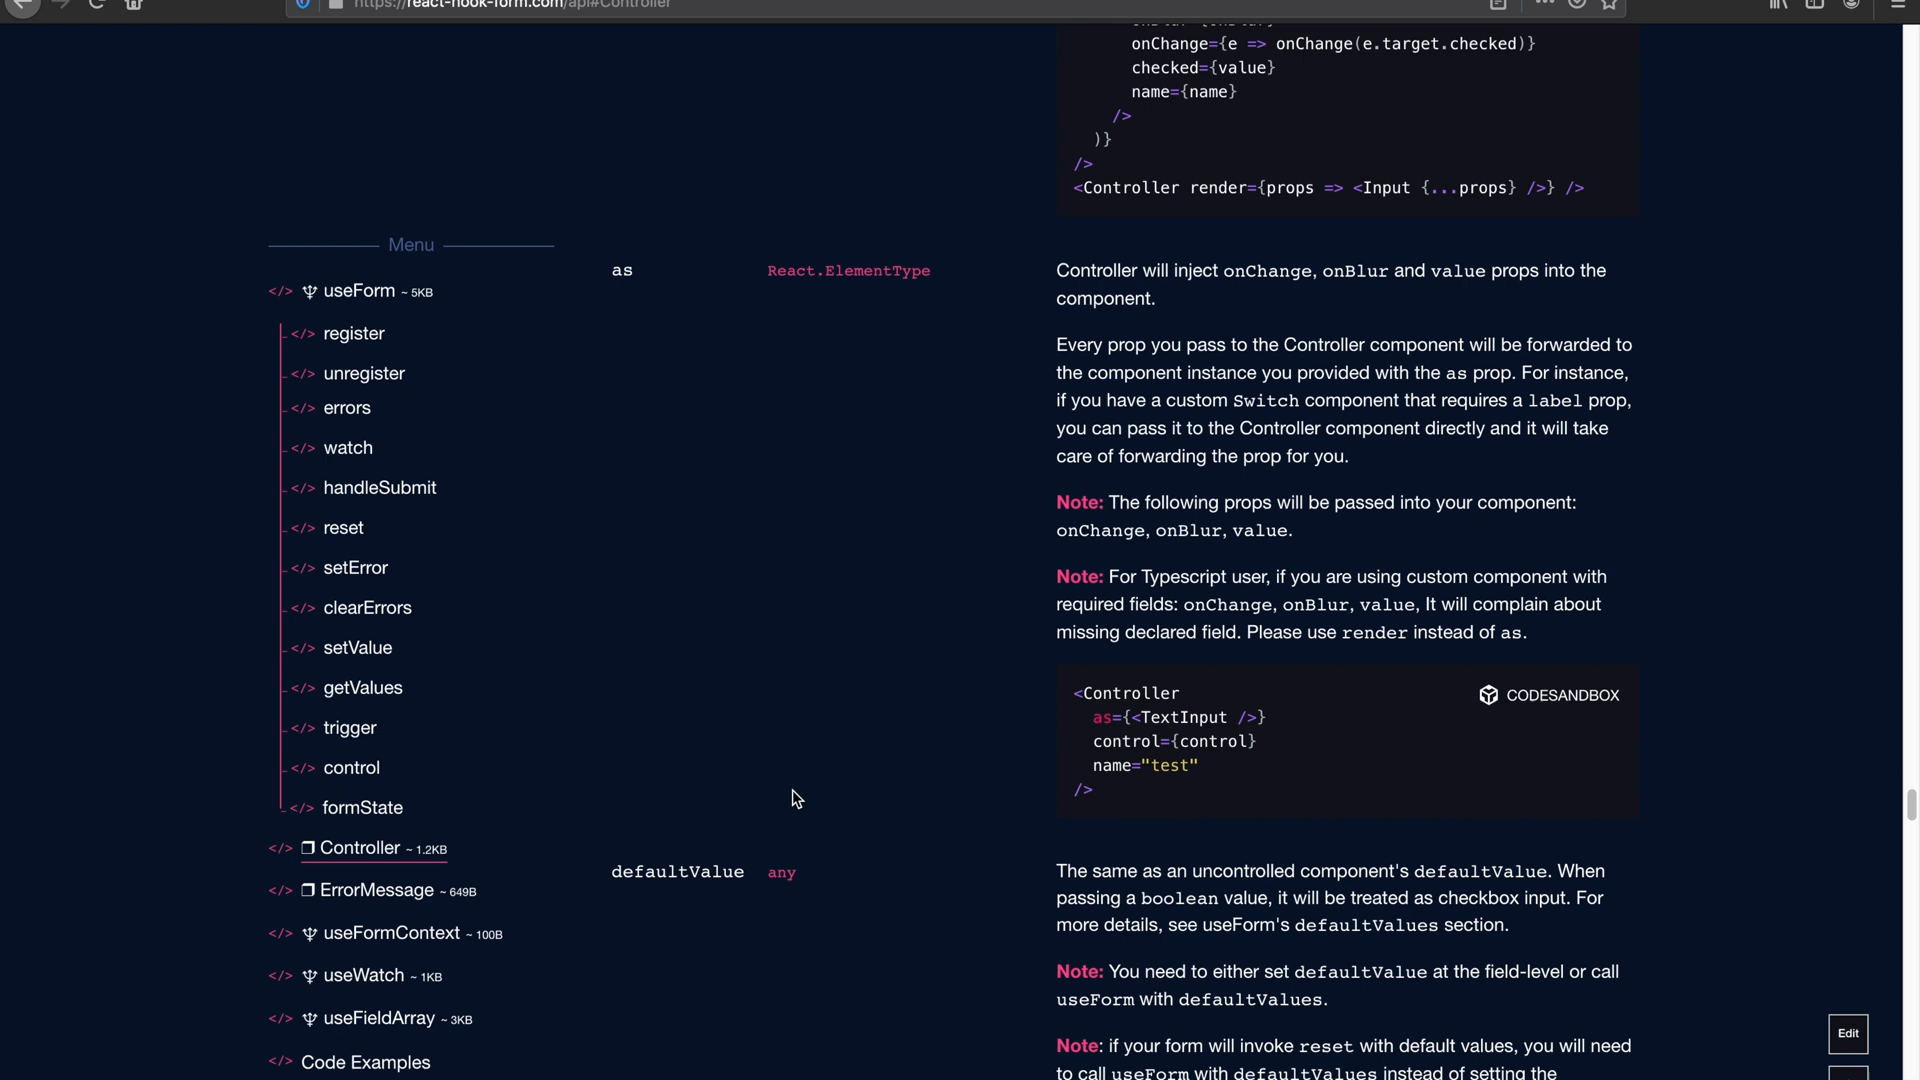 https://react-hook-form.com/api#Controller
onChange={e => onChange(e.target.checked)}
checked={value}
name={name}
/>
)}
/>
<Controller render={props => <Input {...props} />} />
Menu
</> useForm ~ 5KB
</> register
</> unregister
</> errors
</> watch
</> handleSubmit
</> reset
</> setError
</> clearErrors
</> setValue
</> getValues
</> trigger
</> control
</> formState
</> Controller ~ 1.2KB
</> ErrorMessage ~ 649B
</> useFormContext ~ 100B
</> useWatch ~ 1KB
</> useFieldArray ~ 3KB
</> Code Examples
as React.ElementType
Controller will inject onChange, onBlur and value props into the
component.
Every prop you pass to the Controller component will be forwarded to
the component instance you provided with the as prop. For instance,
if you have a custom Switch component that requires a label prop,
you can pass it to the Controller component directly and it will take
care of forwarding the prop for you.
Note: The following props will be passed into your component:
onChange, onBlur, value.
Note: For Typescript user, if you are using custom component with
required fields: onChange, onBlur, value, It will complain about
missing declared field. Please use render instead of as.
<Controller
as={<TextInput />}
control={control}
name="test"
/>
CODESANDBOX
defaultValue any
The same as an uncontrolled component's defaultValue. When
passing a boolean value, it will be treated as checkbox input. For
more details, see useForm's defaultValues section.
Note: You need to either set defaultValue at the field-level or call
useForm with defaultValues.
Note: if your form will invoke reset with default values, you will need
to call useForm with defaultValues instead of setting the
Edit